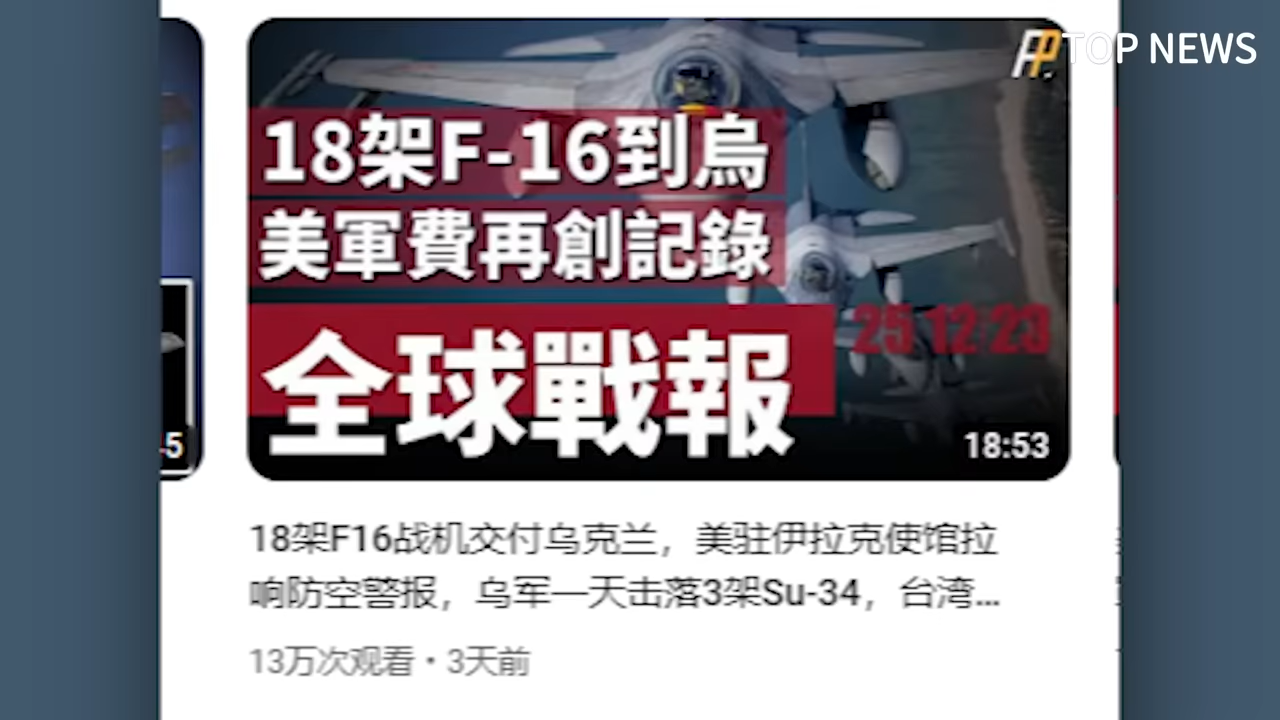 FP TOP NEWS
18架F-16到烏
美軍費再創記錄
25 12/23
全球戰報
18:53
-5
18架F16战机交付乌克兰，美驻伊拉克使馆拉
响防空警报，乌军一天击落3架Su-34，台湾...
13万次观看・3天前